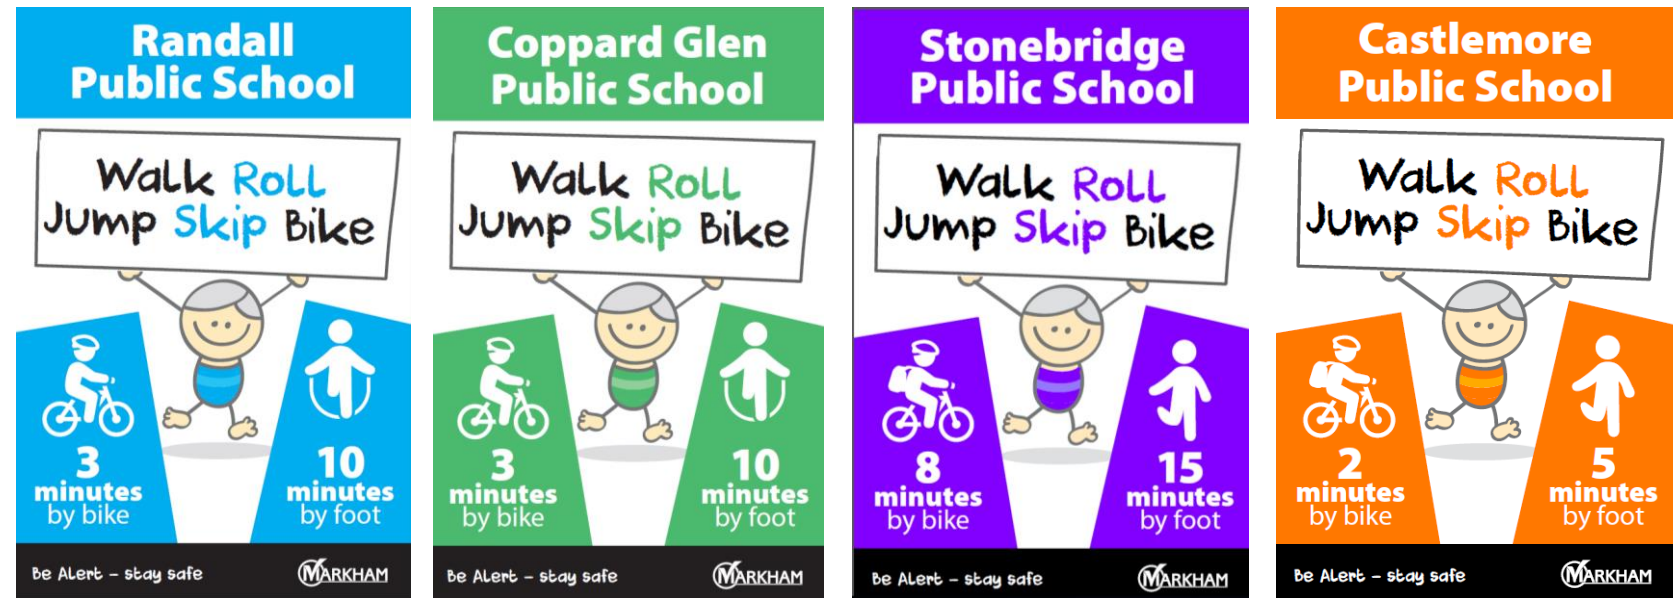 Randall
Public School
Walk Roll
Jump Skip Bike
3
minutes
by bike
10
minutes
by foot
Be Alert – stay safe
MARKHAM
Coppard Glen
Public School
Walk Roll
Jump Skip Bike
3
minutes
by bike
10
minutes
by foot
Be Alert – stay safe
MARKHAM
Stonebridge
Public School
Walk Roll
Jump Skip Bike
8
minutes
by bike
15
minutes
by foot
Be Alert – stay safe
MARKHAM
Castlemore
Public School
Walk Roll
Jump Skip Bike
2
minutes
by bike
5
minutes
by foot
Be Alert – stay safe
MARKHAM